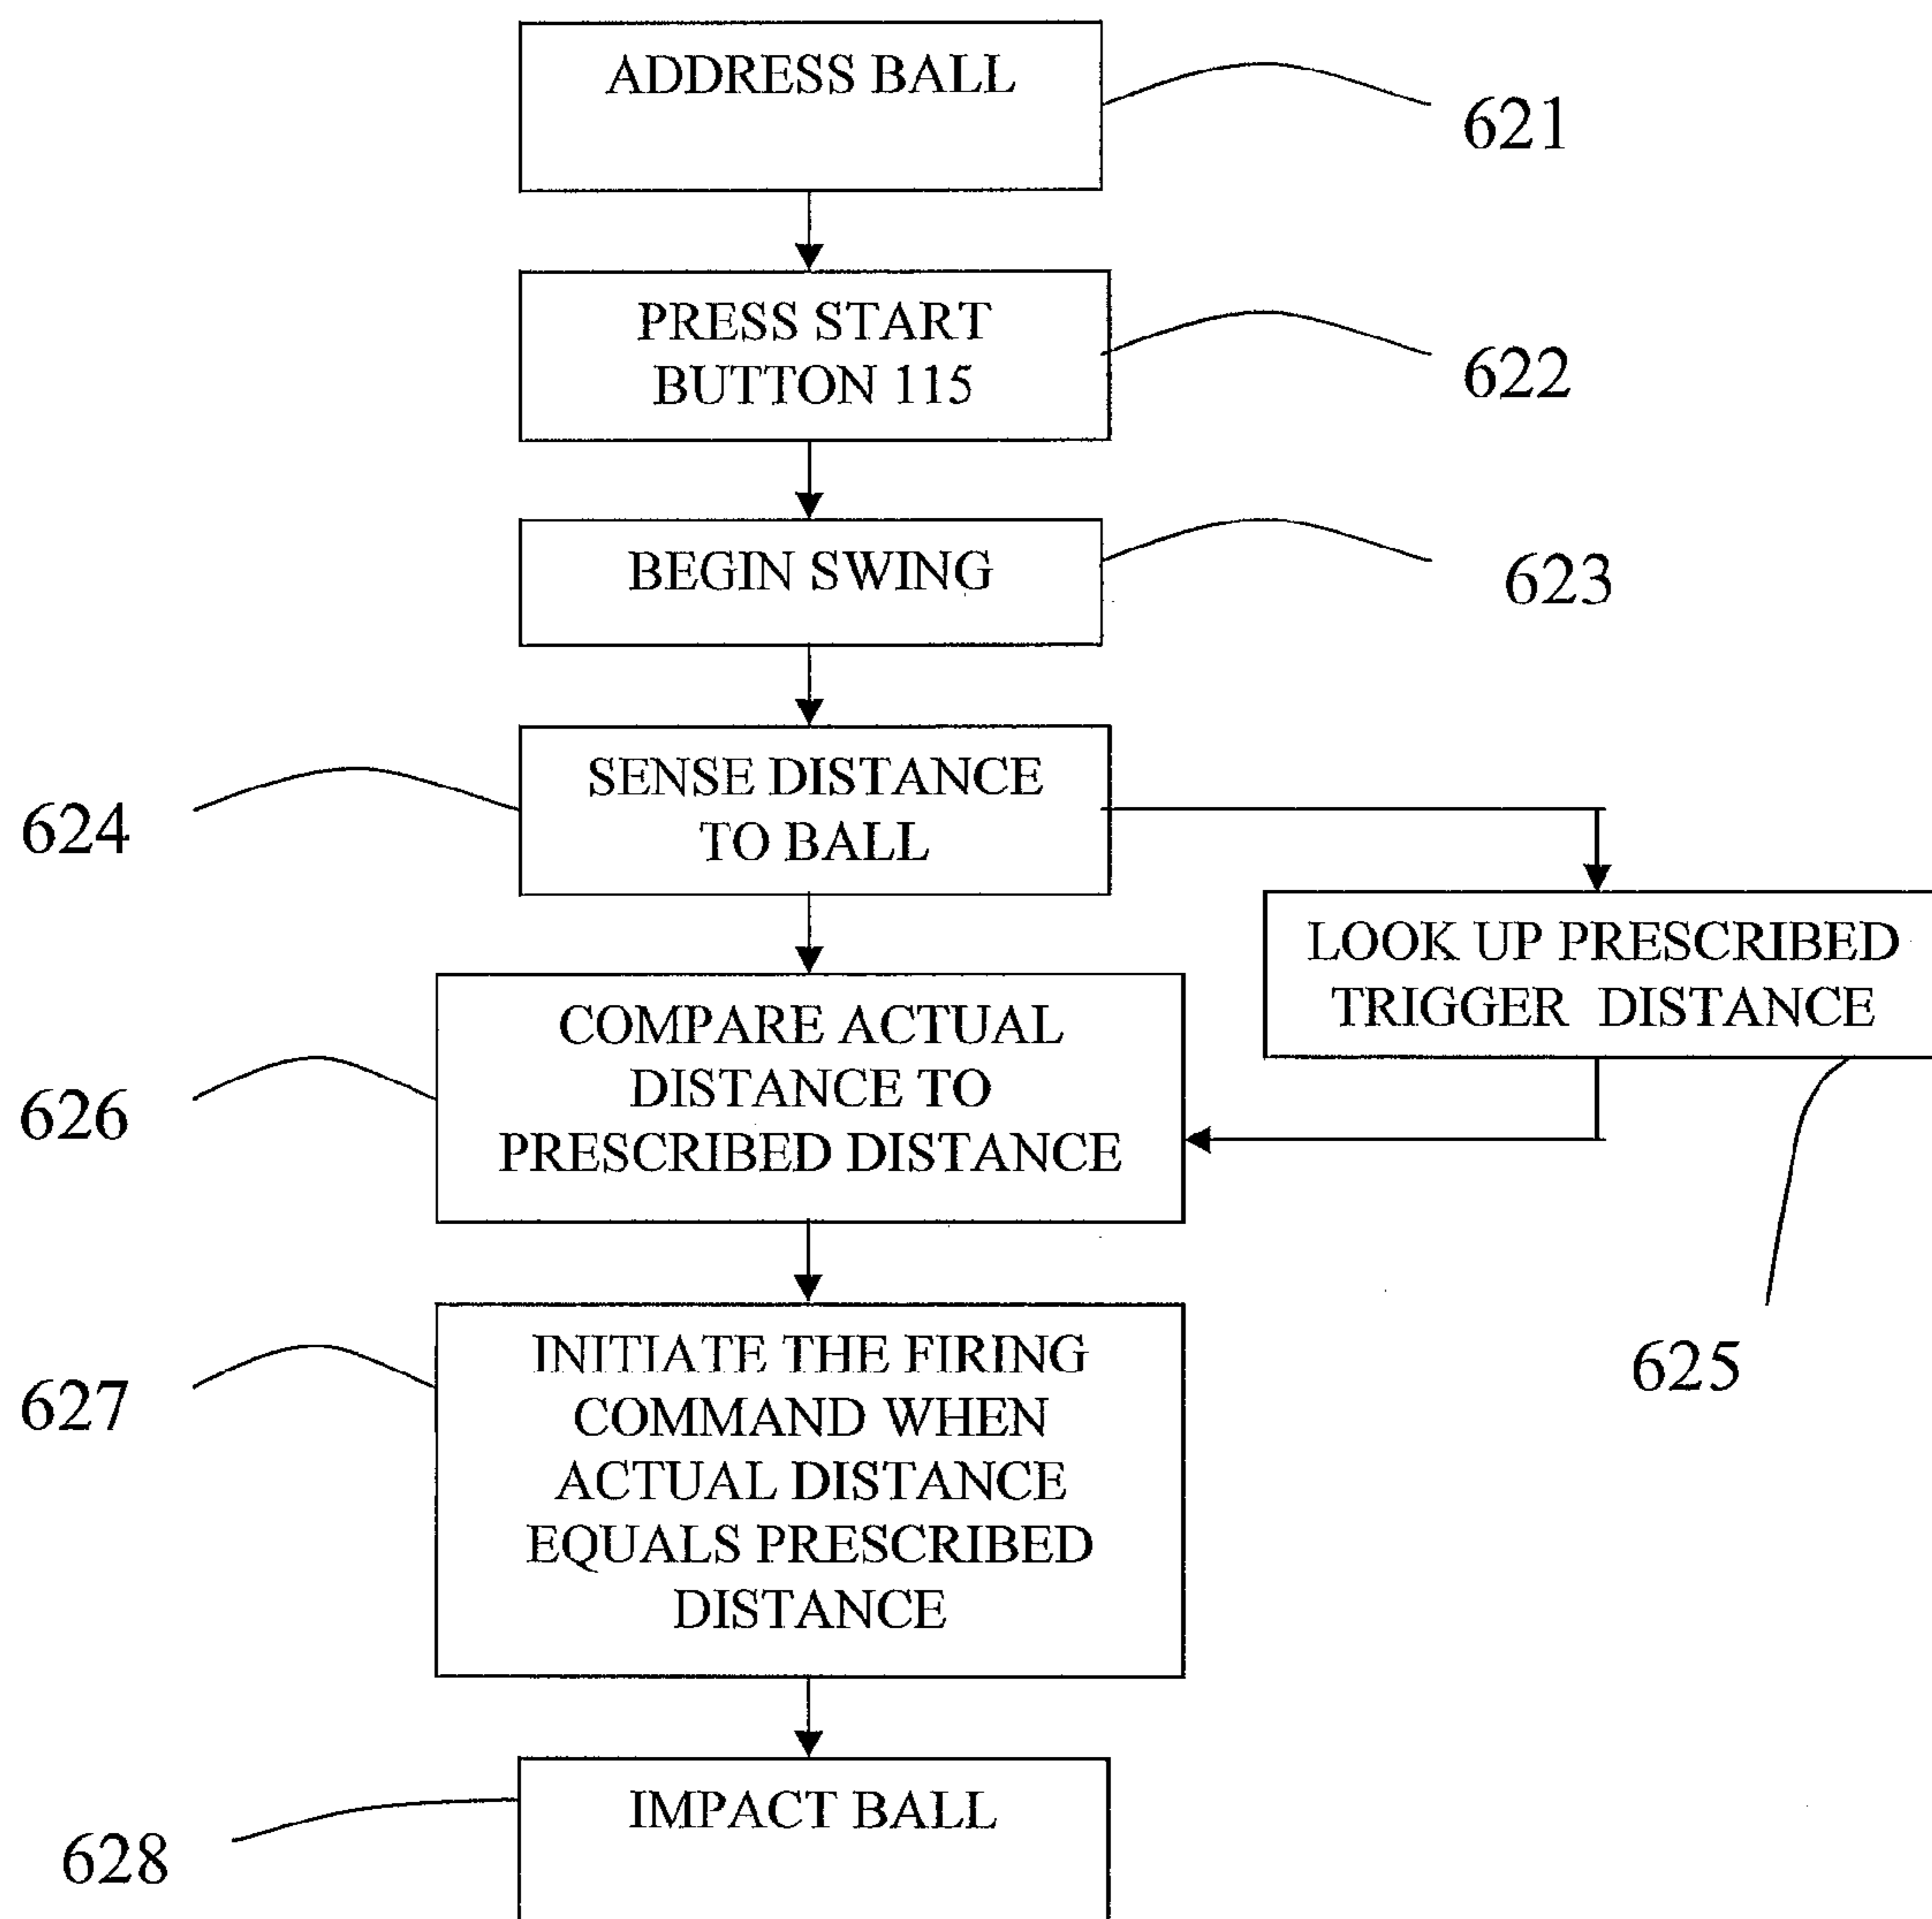 ADDRESS BALL
621
PRESS START
BUTTON 115
622
BEGIN SWING
623
SENSE DISTANCE
TO BALL
624
LOOK UP PRESCRIBED
TRIGGER DISTANCE
625
COMPARE ACTUAL
DISTANCE TO
PRESCRIBED DISTANCE
626
INITIATE THE FIRING
COMMAND WHEN
ACTUAL DISTANCE
EQUALS PRESCRIBED
DISTANCE
627
IMPACT BALL
628